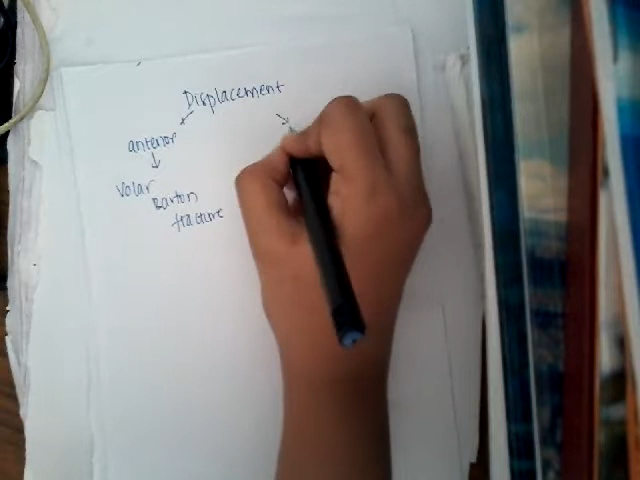 Displacement
anterior
Volar
Barton
fracture